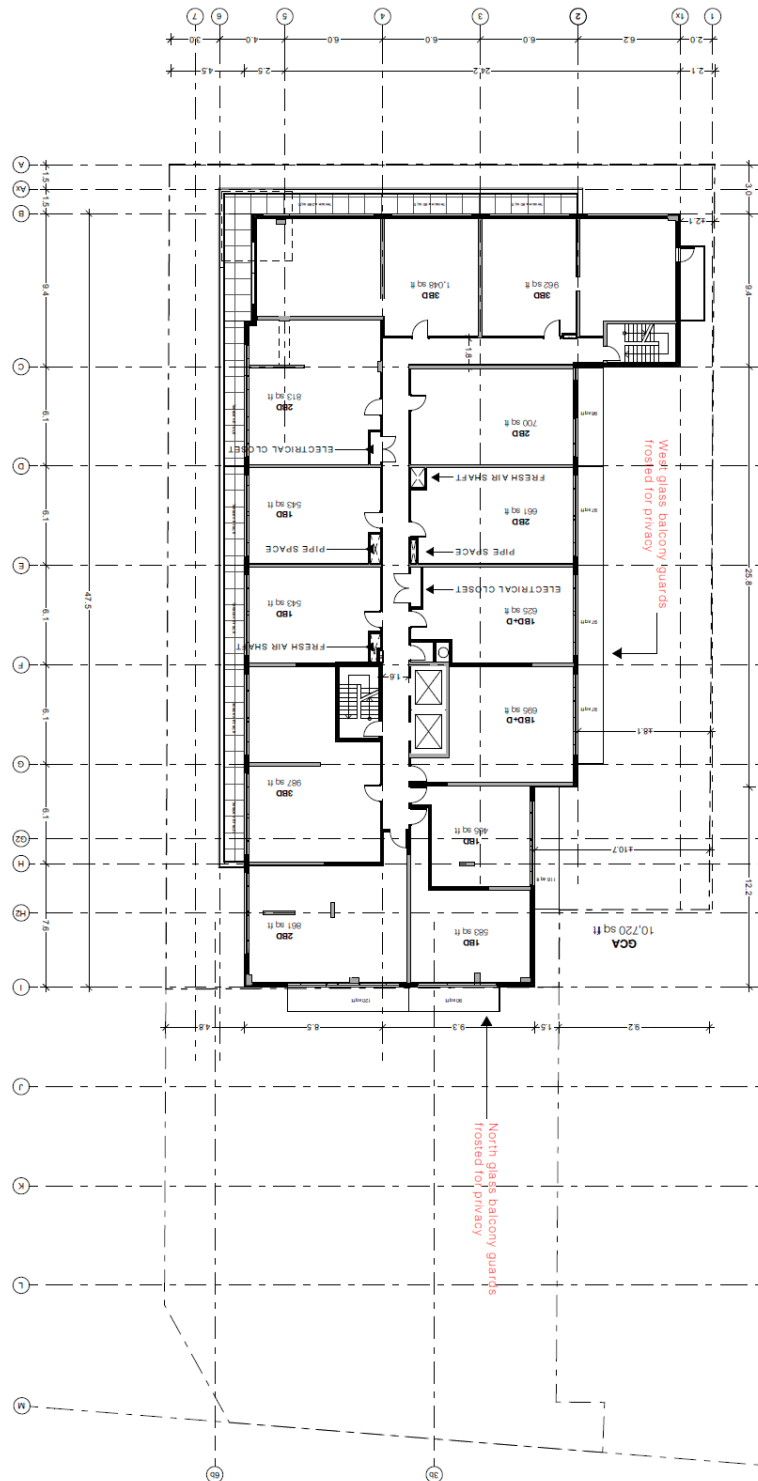 7
6
5
4
3
2
1x
1
3.0
4.0
6.0
6.0
6.0
6.2
2.0
4.5
2.5
24.2
2.1
A
Ax
B
C
D
E
F
G
G2
H
H2
I
J
K
L
M
1.5
1.5
9.4
6.1
6.1
6.1
6.1
6.1
7.6
47.5
3.0
±2.1
9.4
25.8
12.2
3BD
1,048 sq ft
3BD
962 sq ft
1.8
2BD
813 sq ft
ELECTRICAL CLOSET
2BD
700 sq ft
FRESH AIR SHAFT
1BD
543 sq ft
PIPE SPACE
2BD
661 sq ft
PIPE SPACE
ELECTRICAL CLOSET
1BD
543 sq ft
FRESH AIR SHAFT
1BD+D
625 sq ft
1.6
1BD+D
695 sq ft
3BD
987 sq ft
±8.1
±10.7
2BD
861 sq ft
1BD
583 sq ft
GCA
10,720 sq ft
West glass balcony guards
frosted for privacy
120 sq ft
4.8
8.5
9.3
1.5
9.2
North glass balcony guards
frosted for privacy
6b
3b